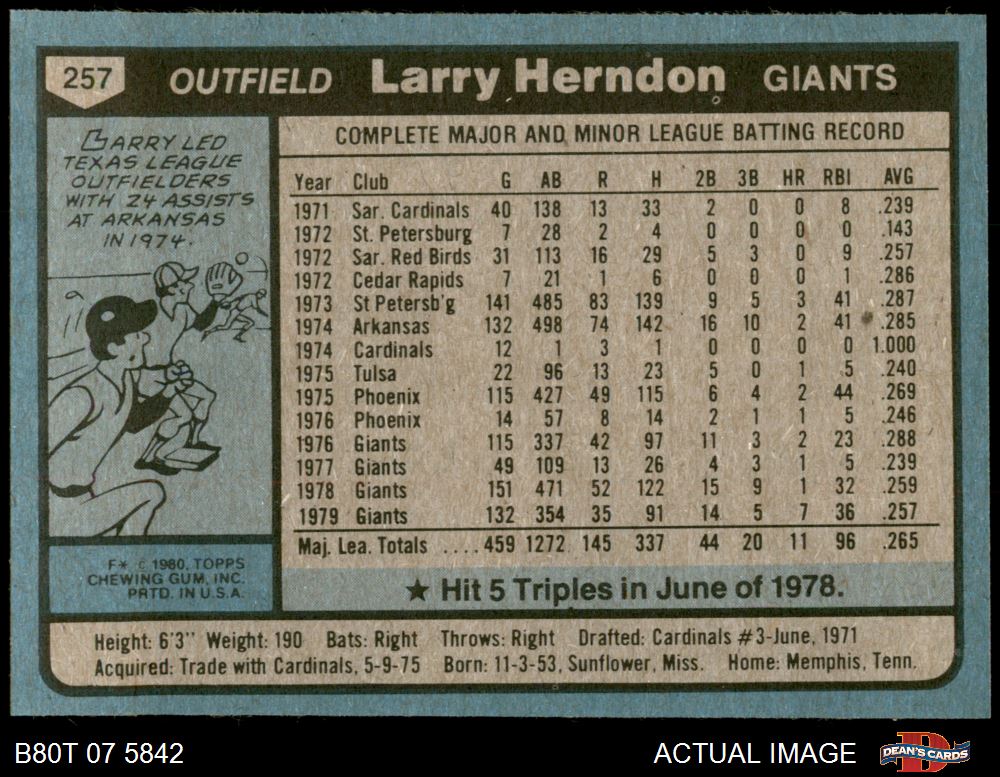 257 OUTFIELD Larry Herndon GIANTS
LARRY LED
TEXAS LEAGUE
OUTFIELDERS
WITH 24 ASSISTS
AT ARKANSAS
IN 1974.
COMPLETE MAJOR AND MINOR LEAGUE BATTING RECORD
Year Club G AB R H 2B 3B HR RBI AVG
1971 Sar. Cardinals 40 138 13 33 2 0 0 8 .239
1972 St. Petersburg 7 28 2 4 0 0 0 0 .143
1972 Sar. Red Birds 31 113 16 29 5 3 0 9 .257
1972 Cedar Rapids 7 21 1 6 0 0 0 1 .286
1973 St Petersb'g 141 485 83 139 9 5 3 41 .287
1974 Arkansas 132 498 74 142 16 10 2 41 .285
1974 Cardinals 12 1 3 1 0 0 0 0 1.000
1975 Tulsa 22 96 13 23 5 0 1 5 .240
1975 Phoenix 115 427 49 115 6 4 2 44 .269
1976 Phoenix 14 57 8 14 2 1 1 5 .246
1976 Giants 115 337 42 97 11 3 2 23 .288
1977 Giants 49 109 13 26 4 3 1 5 .239
1978 Giants 151 471 52 122 15 9 1 32 .259
1979 Giants 132 354 35 91 14 5 7 36 .257
Maj. Lea. Totals .... 459 1272 145 337 44 20 11 96 .265
★ Hit 5 Triples in June of 1978.
F* © 1980, TOPPS
CHEWING GUM, INC.
PRTD. IN U.S.A.
Height: 6'3" Weight: 190 Bats: Right Throws: Right Drafted: Cardinals #3-June, 1971
Acquired: Trade with Cardinals, 5-9-75 Born: 11-3-53, Sunflower, Miss. Home: Memphis, Tenn.
B80T 07 5842 ACTUAL IMAGE DEAN'S CARDS